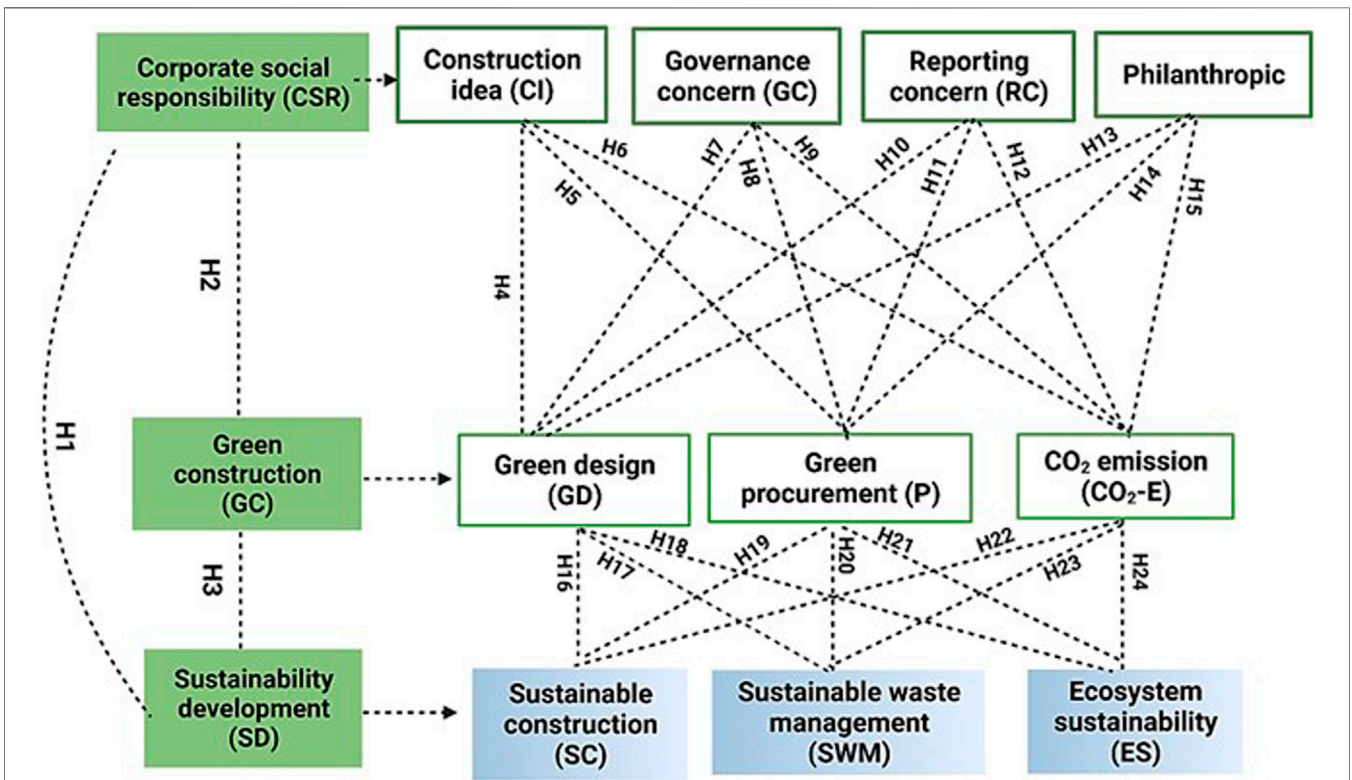 Corporate social
responsibility (CSR)
Construction
idea (CI)
Governance
concern (GC)
Reporting
concern (RC)
Philanthropic
H1
H2
H3
H4
H5
H6
H7
H8
H9
H10
H11
H12
H13
H14
H15
Green
construction
(GC)
Green design
(GD)
Green
procurement (P)
CO₂ emission
(CO₂-E)
H16
H17
H18
H19
H20
H21
H22
H23
H24
Sustainability
development
(SD)
Sustainable
construction
(SC)
Sustainable waste
management
(SWM)
Ecosystem
sustainability
(ES)